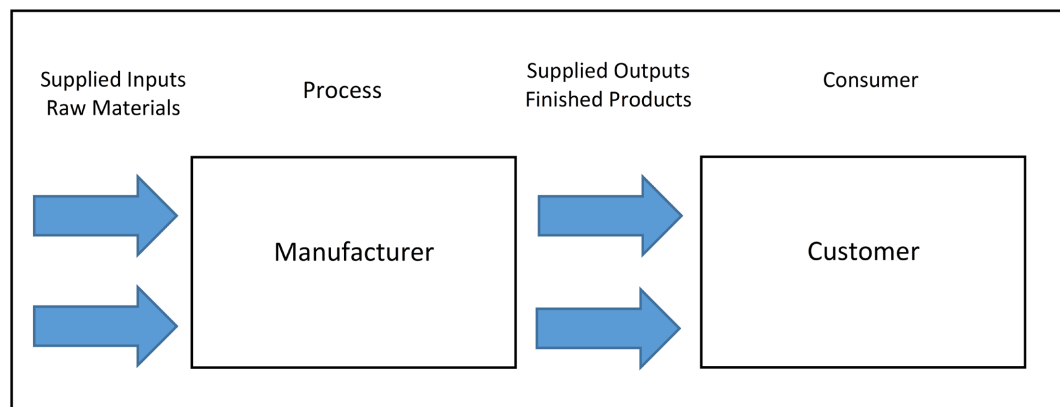 Supplied Inputs
Raw Materials
Process
Supplied Outputs
Finished Products
Consumer
Manufacturer
Customer